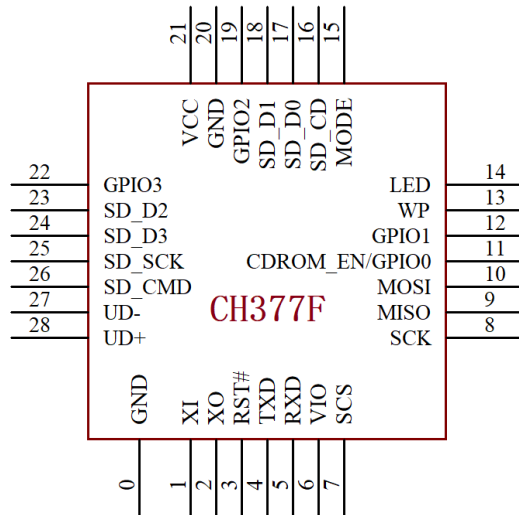 21 20 19 18 17 16 15
VCC GND GPIO2 SD_D1 SD_D0 SD_CD MODE
22 GPIO3 LED 14
23 SD_D2 WP 13
24 SD_D3 GPIO1 12
25 SD_SCK CDROM_EN/GPIO0 11
26 SD_CMD MOSI 10
27 UD- MISO 9
28 UD+ SCK 8
CH377F
GND XI XO RST# TXD RXD VIO SCS
0 1 2 3 4 5 6 7